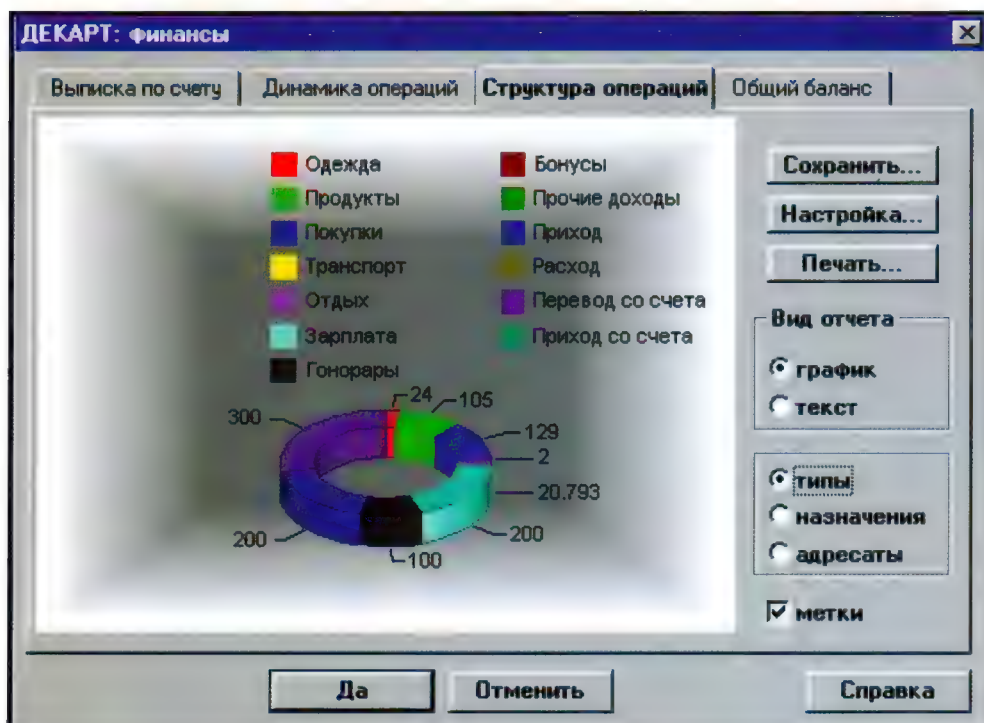 ДЕКАРТ: финансы
Выписка по счету
Динамика операций
Структура операций
Общий баланс
Одежда
Продукты
Покупки
Транспорт
Отдых
Зарплата
Гонорары
Бонусы
Прочие доходы
Приход
Расход
Перевод со счета
Приход со счета
24
105
300
129
2
20.793
200
200
100
Сохранить...
Настройка...
Печать...
Вид отчета
график
текст
типы
назначения
адресаты
метки
Да
Отменить
Справка